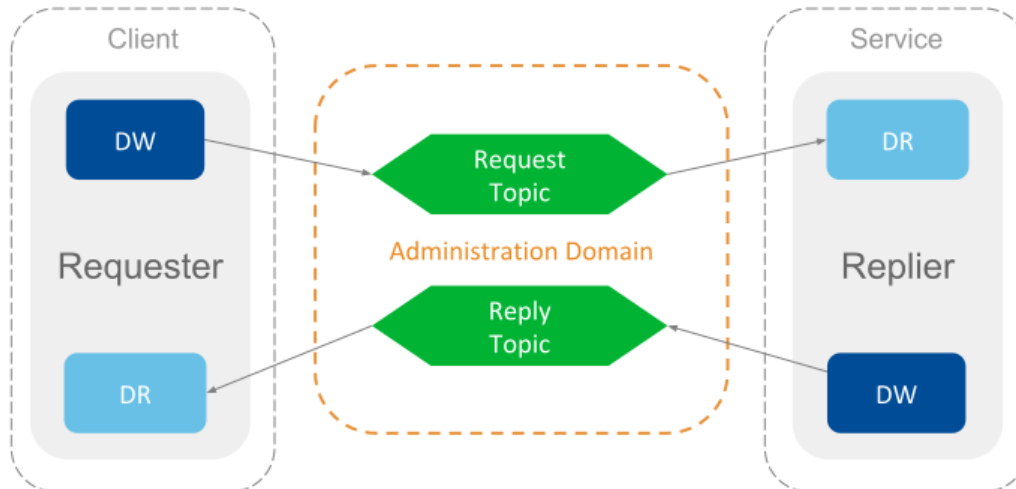 Client
Service
DW
Request
Topic
DR
Requester
Administration Domain
Replier
Reply
Topic
DR
DW